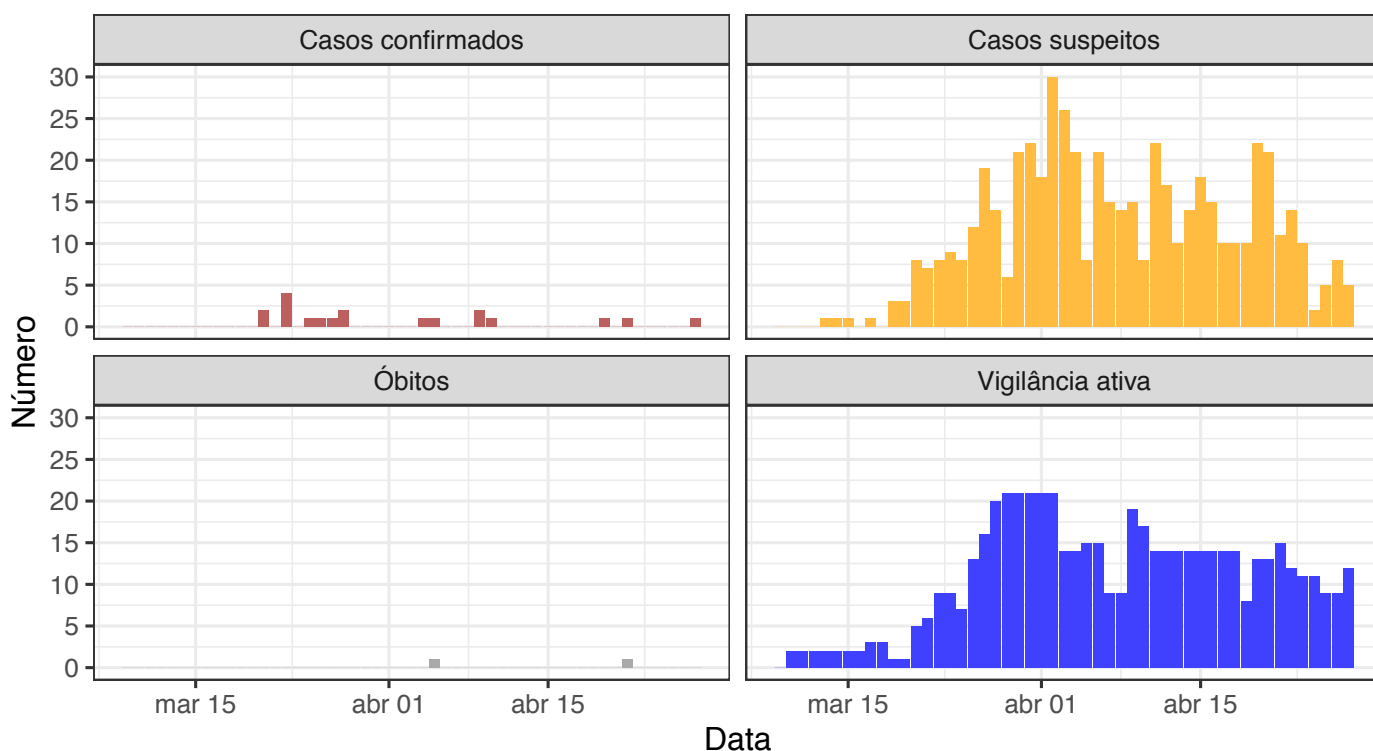 Casos confirmados
Casos suspeitos
30
25
20
15
10
5
0
Óbitos
Vigilância ativa
30
25
20
15
10
5
0
Número
mar 15
abr 01
abr 15
mar 15
abr 01
abr 15
Data